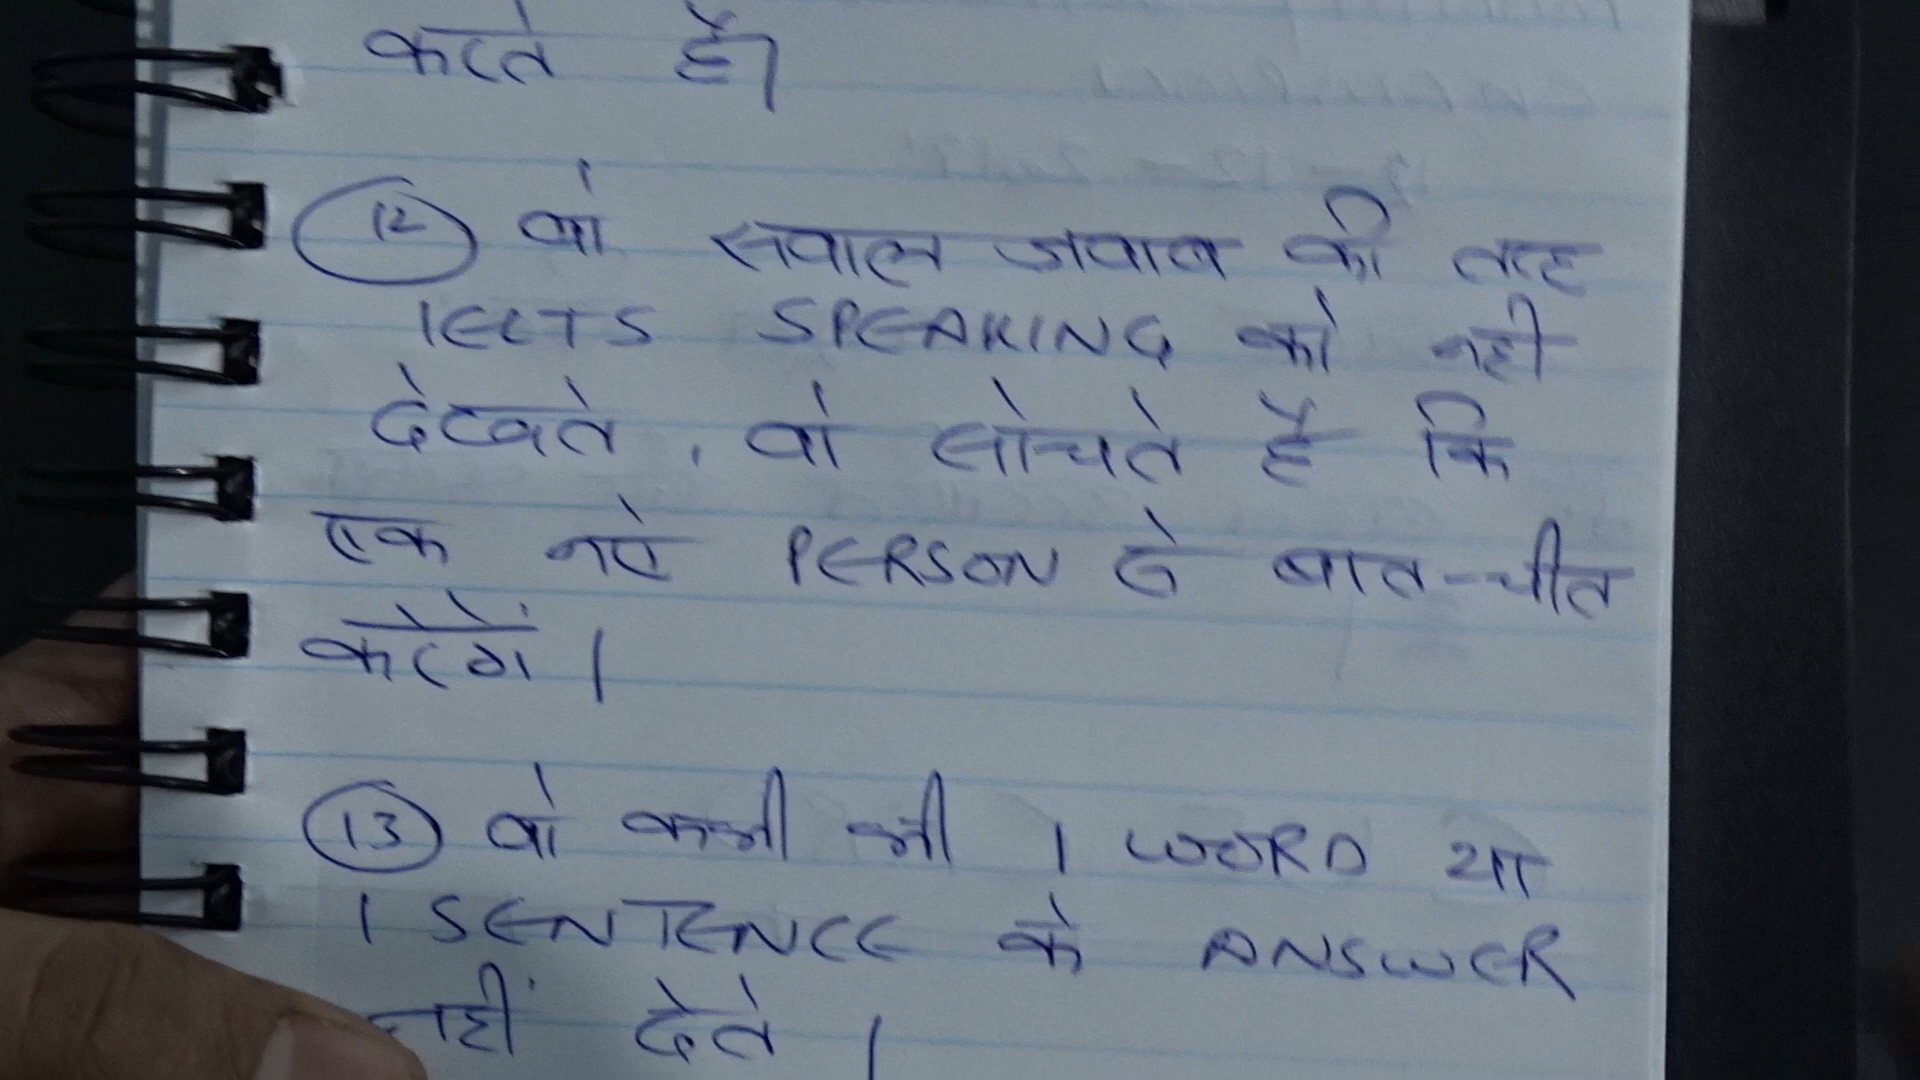 करते हैं।
12 वो सवाल जवाब की तरह
IELTS SPEAKING को नही
देखते, वो सोचते है कि
एक नऐ PERSON से बात-चीत
करेगें।
13 वो कभी भी 1 WORD या
1 SENTENCE के ANSWER
नहीं देते।